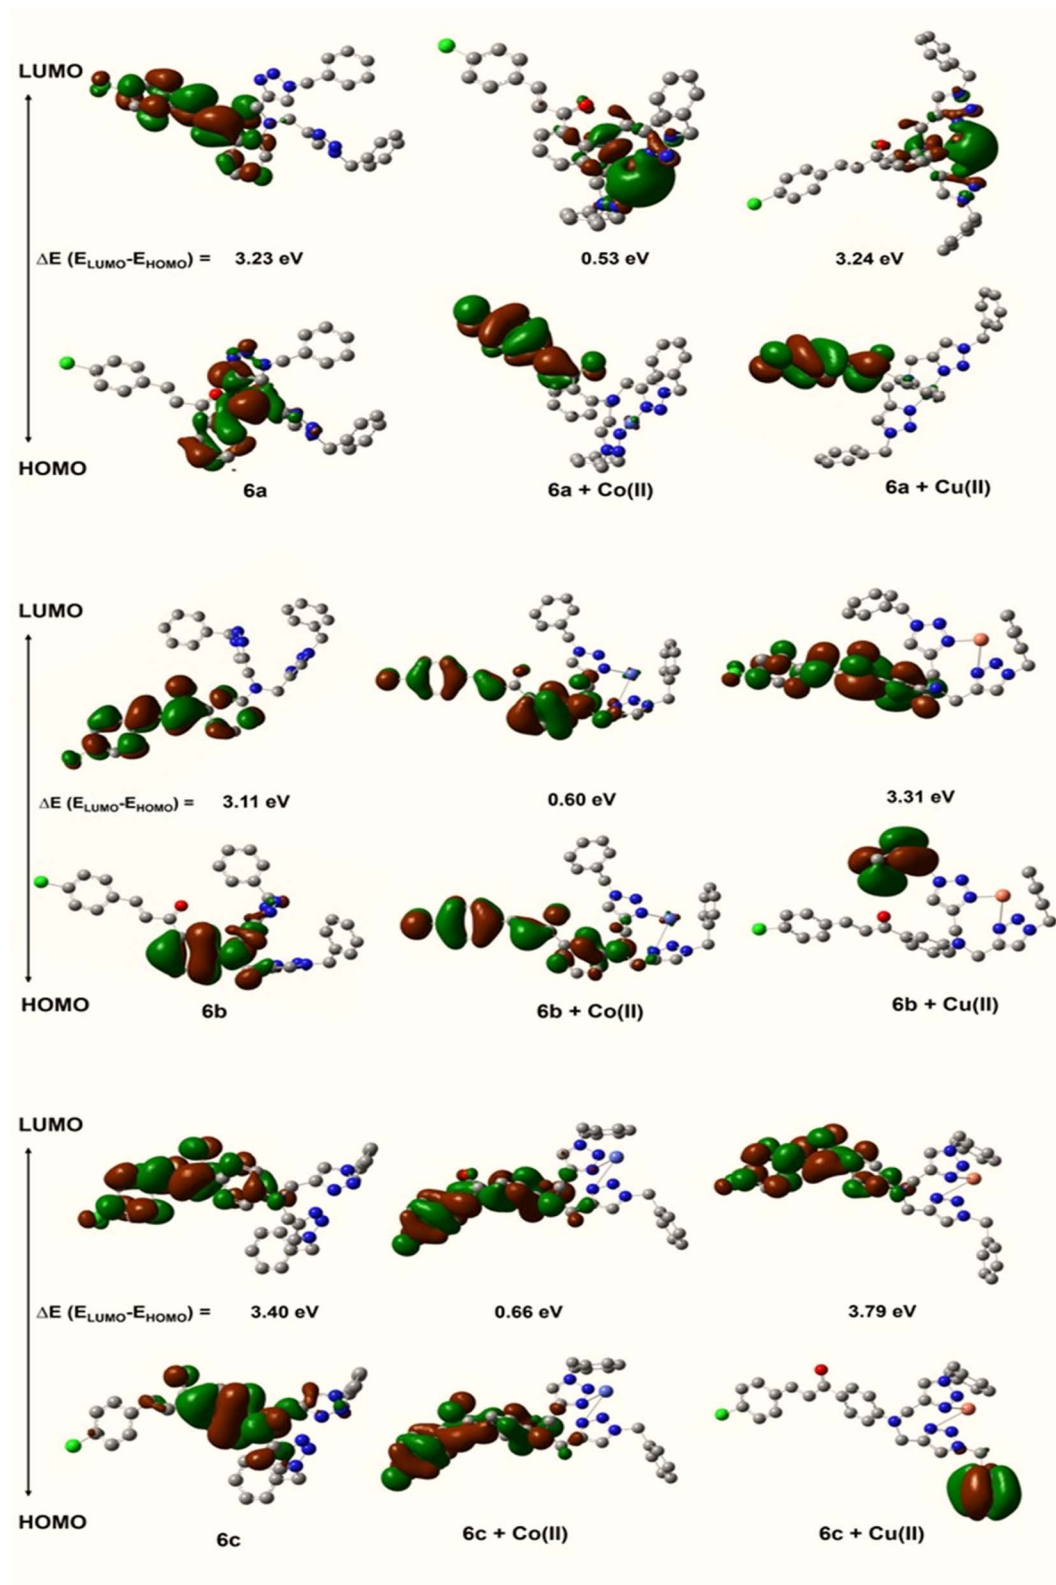 LUMO
ΔE (ELUMO-EHOMO) = 3.23 eV 0.53 eV 3.24 eV
HOMO
6a 6a + Co(II) 6a + Cu(II)
LUMO
ΔE (ELUMO-EHOMO) = 3.11 eV 0.60 eV 3.31 eV
HOMO
6b 6b + Co(II) 6b + Cu(II)
LUMO
ΔE (ELUMO-EHOMO) = 3.40 eV 0.66 eV 3.79 eV
HOMO
6c 6c + Co(II) 6c + Cu(II)